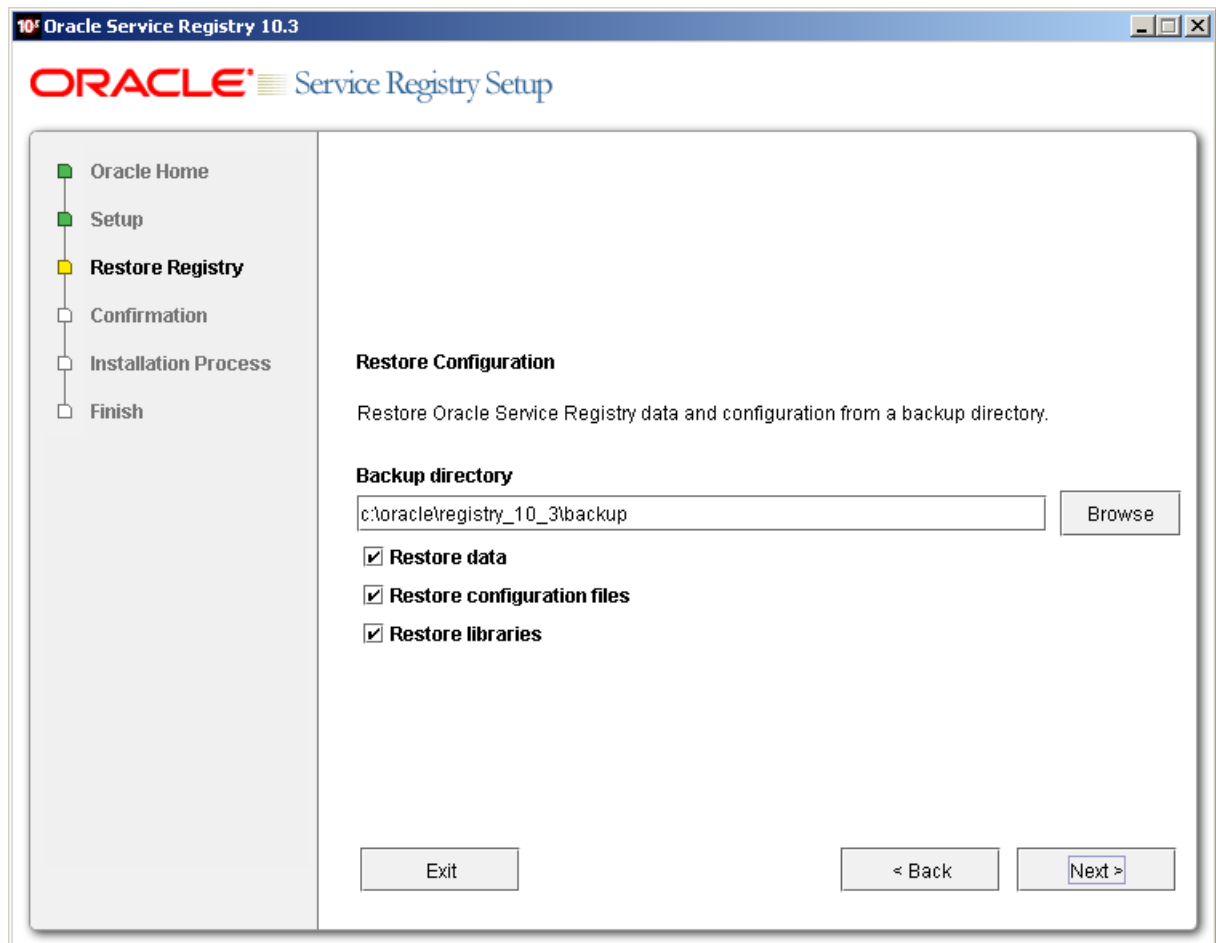 Oracle Service Registry 10.3
ORACLE Service Registry Setup
Oracle Home
Setup
Restore Registry
Confirmation
Installation Process
Finish
Restore Configuration
Restore Oracle Service Registry data and configuration from a backup directory.
Backup directory
c:\oracle\registry_10_3\backup
Browse
Restore data
Restore configuration files
Restore libraries
Exit
< Back
Next >